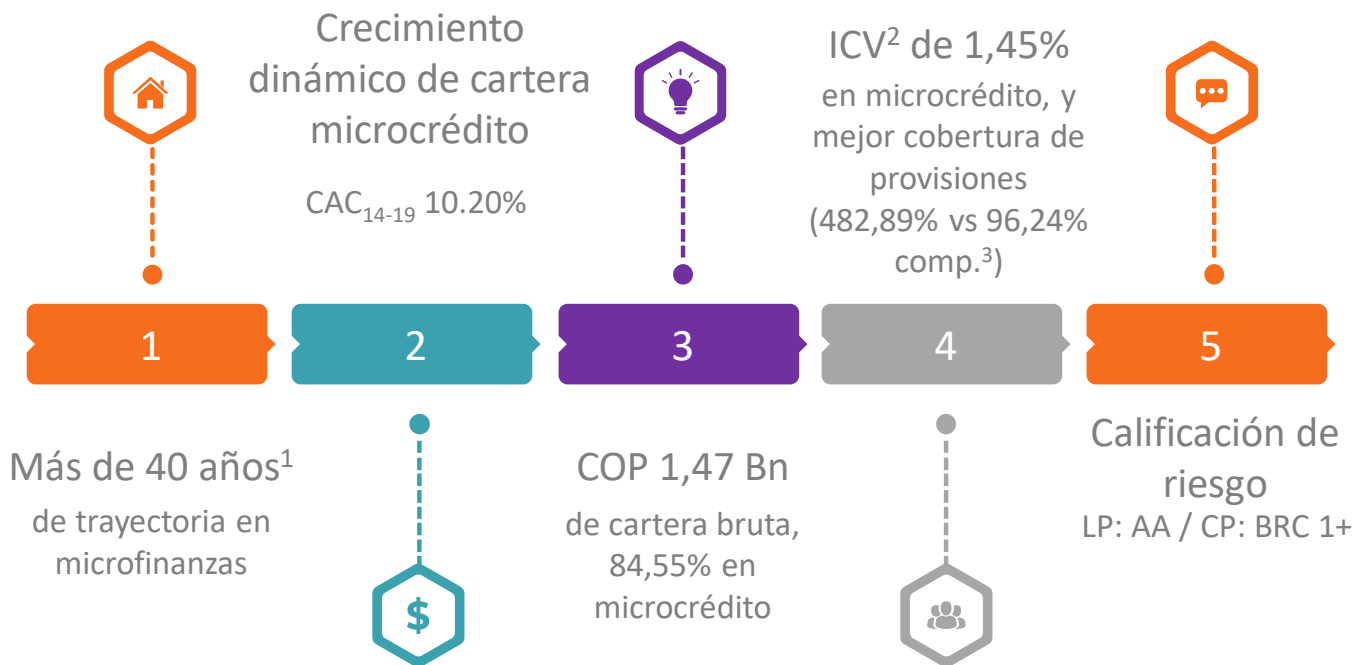 Crecimiento
dinámico de cartera
microcrédito
CAC14-19 10.20%
ICV2 de 1,45%
en microcrédito, y
mejor cobertura de
provisiones
(482,89% vs 96,24%
comp.3)
1
2
3
4
5
Más de 40 años1
de trayectoria en
microfinanzas
$
COP 1,47 Bn
de cartera bruta,
84,55% en
microcrédito
Calificación de
riesgo
LP: AA / CP: BRC 1+